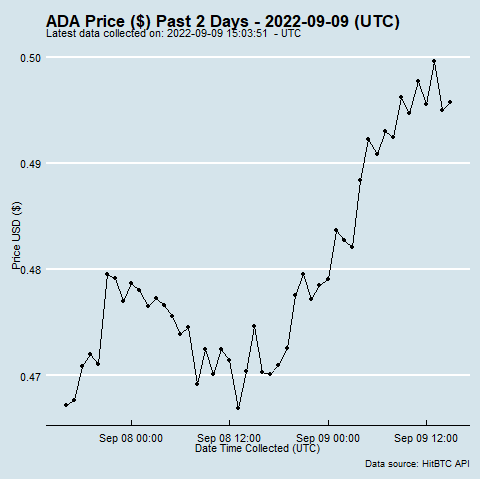 ADA Price ($) Past 2 Days - 2022-09-09 (UTC)
Latest data collected on: 2022-09-09 15:03:51 - UTC
0.50
0.49
0.48
0.47
Price USD ($)
Sep 08 00:00 Sep 08 12:00 Sep 09 00:00 Sep 09 12:00
Date Time Collected (UTC)
Data source: HitBTC API